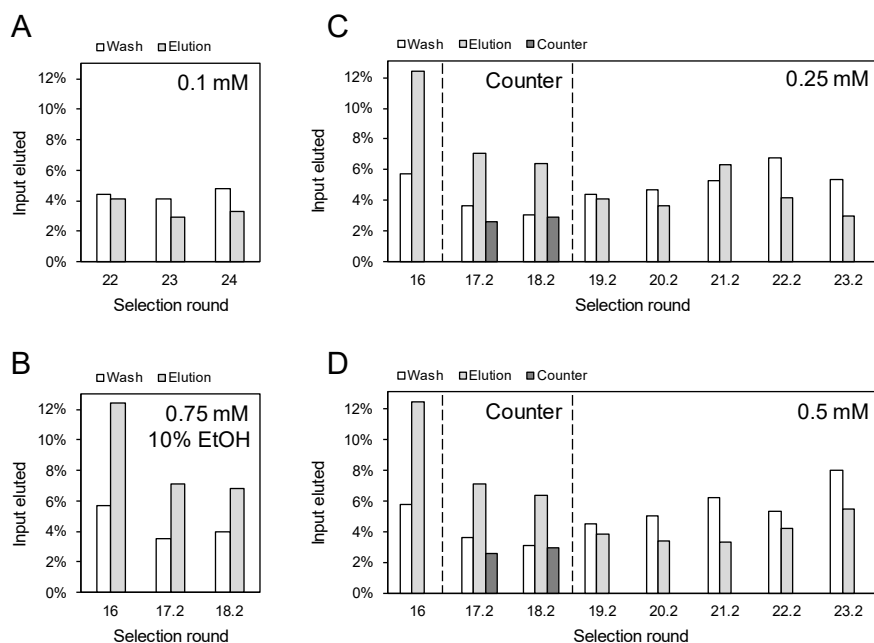 A
Wash Elution
0.1 mM
12%
10%
8%
6%
4%
2%
0%
Input eluted
22 23 24
Selection round
C
Wash Elution Counter
Counter
0.25 mM
12%
10%
8%
6%
4%
2%
0%
Input eluted
16 17.2 18.2 19.2 20.2 21.2 22.2 23.2
Selection round
B
Wash Elution
0.75 mM
10% EtOH
12%
10%
8%
6%
4%
2%
0%
Input eluted
16 17.2 18.2
Selection round
D
Wash Elution Counter
Counter
0.5 mM
12%
10%
8%
6%
4%
2%
0%
Input eluted
16 17.2 18.2 19.2 20.2 21.2 22.2 23.2
Selection round